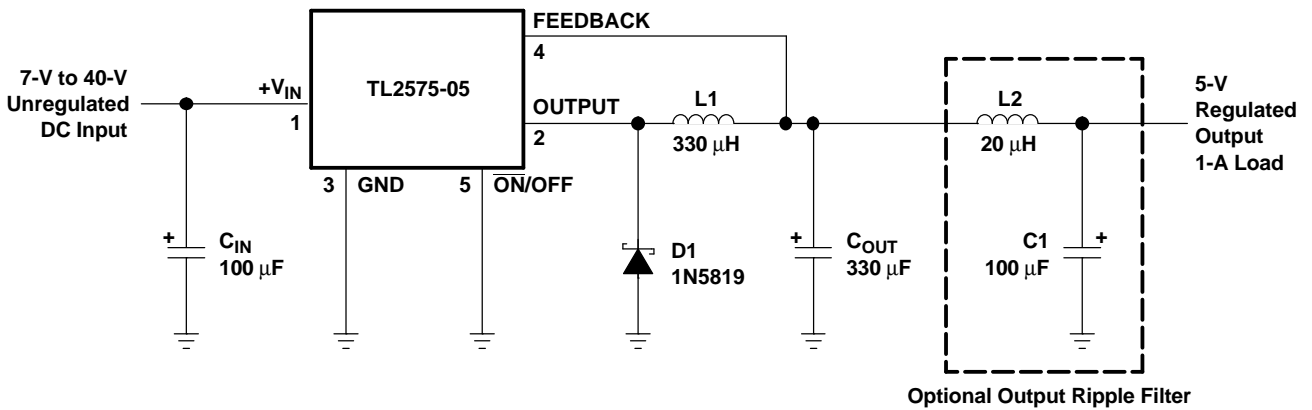 FEEDBACK
4
7-V to 40-V
Unregulated
DC Input
+VIN
1
TL2575-05
OUTPUT
2
L1
330 μH
L2
20 μH
5-V
Regulated
Output
1-A Load
3 GND
5 ON/OFF
+
CIN
100 μF
D1
1N5819
+
COUT
330 μF
C1
100 μF
+
Optional Output Ripple Filter